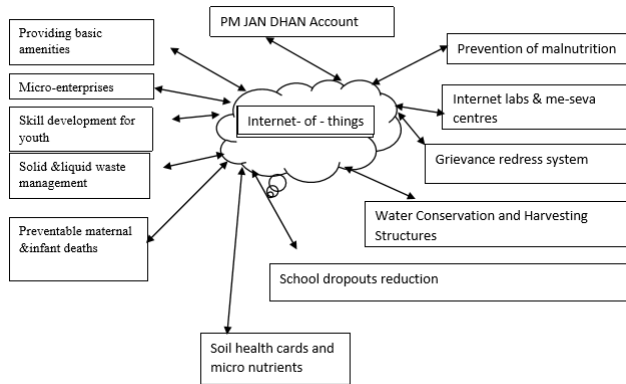 PM JAN DHAN Account
Providing basic
amenities
Prevention of malnutrition
Micro-enterprises
Internet labs & me-seva
centres
Skill development for
youth
Internet- of - things
Grievance redress system
Solid &liquid waste
management
Water Conservation and Harvesting
Structures
Preventable maternal
&infant deaths
School dropouts reduction
Soil health cards and
micro nutrients